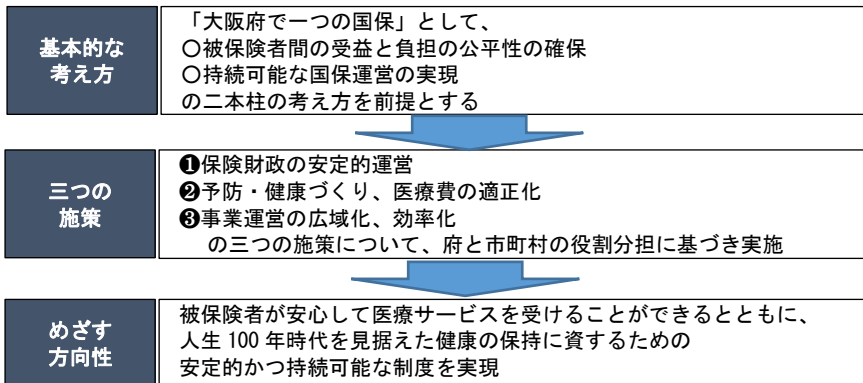 基本的な
考え方
「大阪府で一つの国保」として、
〇被保険者間の受益と負担の公平性の確保
〇持続可能な国保運営の実現
の二本柱の考え方を前提とする
三つの
施策
❶保険財政の安定的運営
❷予防・健康づくり、医療費の適正化
❸事業運営の広域化、効率化
の三つの施策について、府と市町村の役割分担に基づき実施
めざす
方向性
被保険者が安心して医療サービスを受けることができるとともに、
人生 100 年時代を見据えた健康の保持に資するための
安定的かつ持続可能な制度を実現